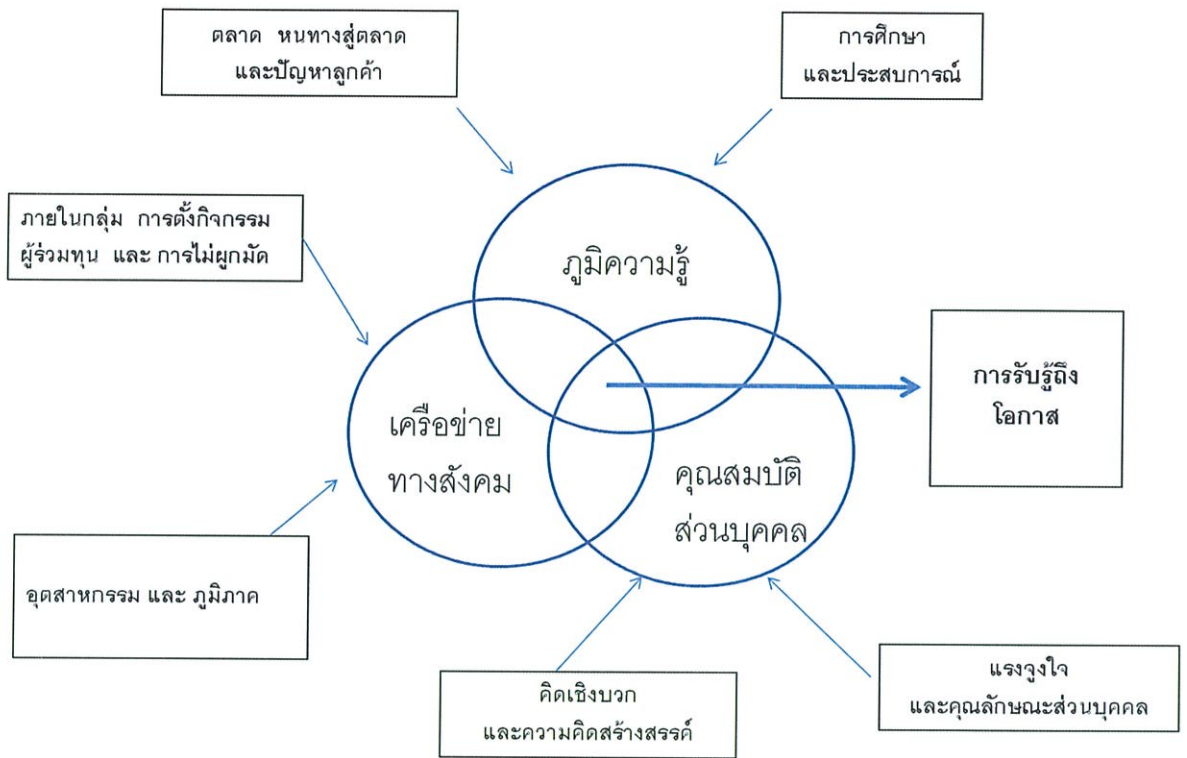 ตลาด หนทางสู่ตลาด
และปัญหาลูกค้า
การศึกษา
และประสบการณ์
ภายในกลุ่ม การตั้งกิจกรรม
ผู้ร่วมทุน และ การไม่ผูกมัด
ภูมิความรู้
การรับรู้ถึง
โอกาส
เครือข่าย
ทางสังคม
คุณสมบัติ
ส่วนบุคคล
อุตสาหกรรม และ ภูมิภาค
คิดเชิงบวก
และความคิดสร้างสรรค์
แรงจูงใจ
และคุณลักษณะส่วนบุคคล